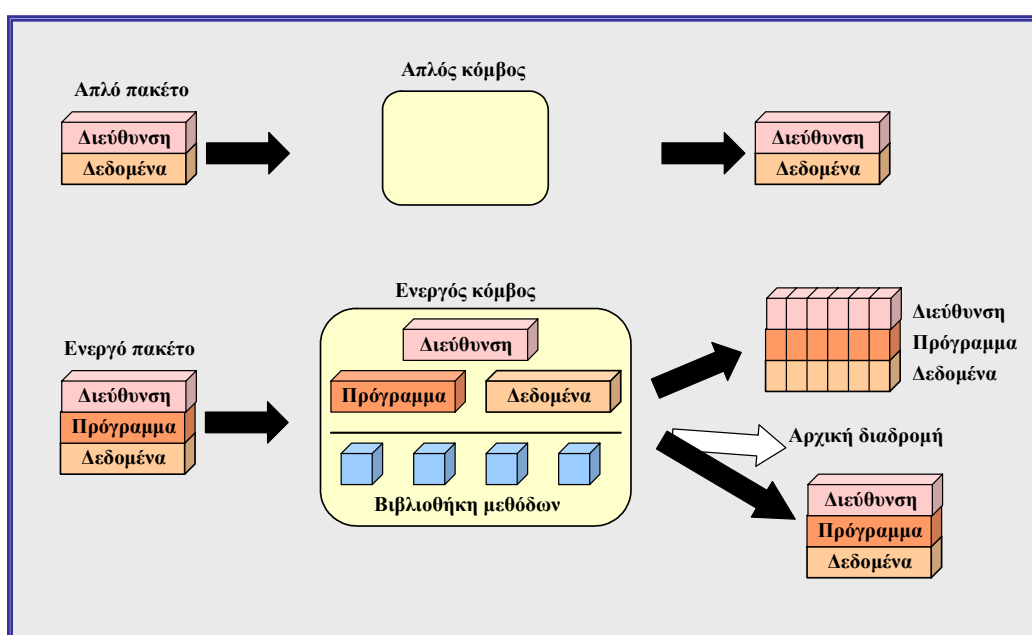 Απλός κόμβος
Απλό πακέτο
Διεύθυνση
Δεδομένα
Διεύθυνση
Δεδομένα
Ενεργός κόμβος
Ενεργό πακέτο
Διεύθυνση
Πρόγραμμα
Δεδομένα
Διεύθυνση
Πρόγραμμα
Δεδομένα
Βιβλιοθήκη μεθόδων
Διεύθυνση
Πρόγραμμα
Δεδομένα
Αρχική διαδρομή
Διεύθυνση
Πρόγραμμα
Δεδομένα